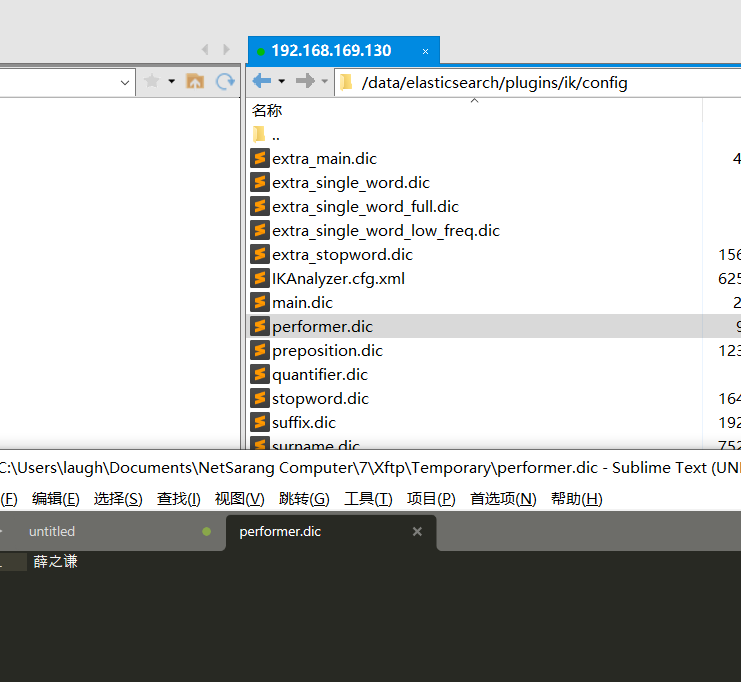 192.168.169.130 ×
/data/elasticsearch/plugins/ik/config
名称
..
extra_main.dic 4
extra_single_word.dic
extra_single_word_full.dic
extra_single_word_low_freq.dic
extra_stopword.dic 156
IKAnalyzer.cfg.xml 625
main.dic 2
performer.dic 9
preposition.dic 123
quantifier.dic
stopword.dic 164
suffix.dic 192
surname.dic 752
C:\Users\laugh\Documents\NetSarang Computer\7\Xftp\Temporary\performer.dic - Sublime Text (UN
(F) 编辑(E) 选择(S) 查找(I) 视图(V) 跳转(G) 工具(T) 项目(P) 首选项(N) 帮助(H)
untitled performer.dic ×
薛之谦